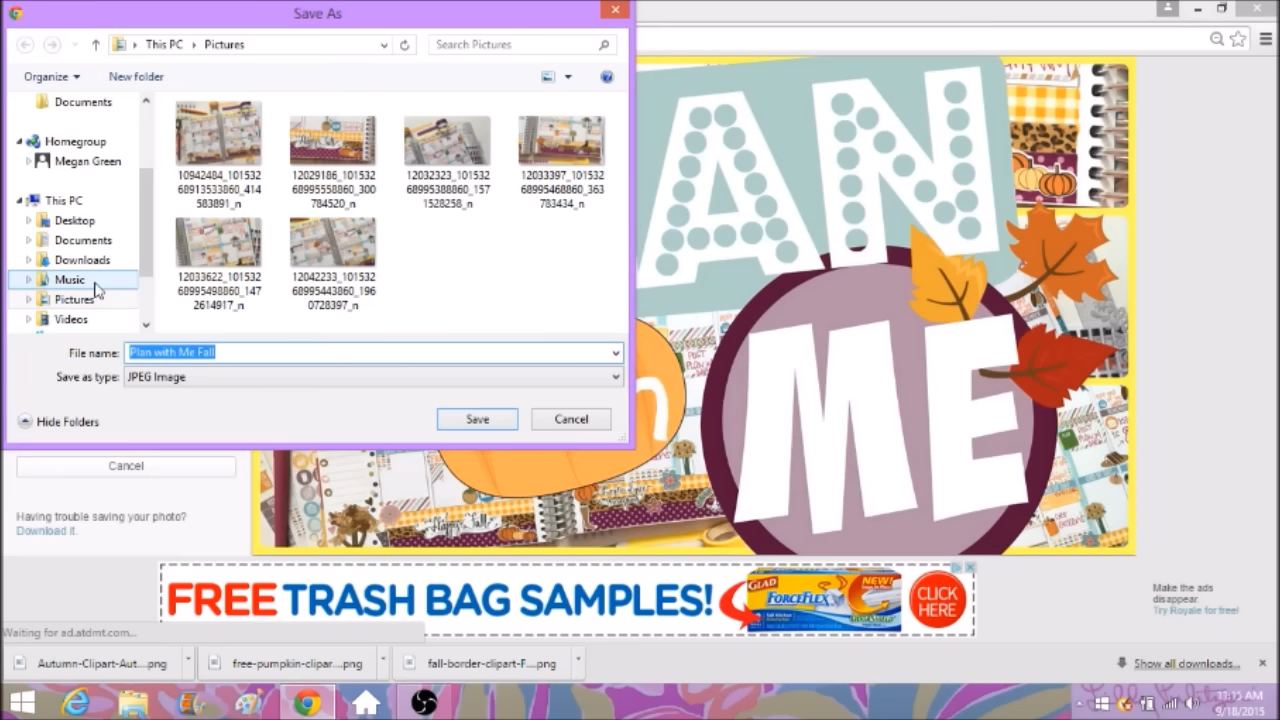 Save As
This PC
Pictures
Search Pictures
Organize
New folder
Documents
Homegroup
Megan Green
This PC
Desktop
Documents
Downloads
Music
Pictures
Videos
10942484_101532
68913533860_414
583891_n
12029186_101532
68995558860_300
784520_n
12032323_101532
68995388860_157
1528258_n
12033397_101532
68995468860_363
783434_n
12033622_101532
68995498860_147
2614917_n
12042233_101532
68995443860_196
0728397_n
File name: Plan with Me Fall
Save as type: JPEG Image
Hide Folders
Save
Cancel
AN
ME
Cancel
Having trouble saving your photo?
Download it.
FREE TRASH BAG SAMPLES!
GLAD
NEW!
FORCEFLEX
CLICK
HERE
Make the ads
disappear.
Try Royale for free!
Waiting for ad.atdmt.com...
Autumn-Clipart-Aut....png
free-pumpkin-clipar....png
fall-border-clipart-F....png
Show all downloads...
11:15 AM
9/18/2015